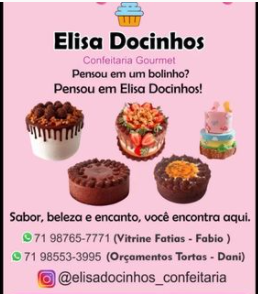 Elisa Docinhos
Confeitaria Gourmet
Pensou em um bolinho?
Pensou em Elisa Docinhos!
Sabor, beleza e encanto, você encontra aqui.
71 98765-7771 (Vitrine Fatias - Fabio )
71 98553-3995 (Orçamentos Tortas - Dani)
@elisadocinhos_confeitaria